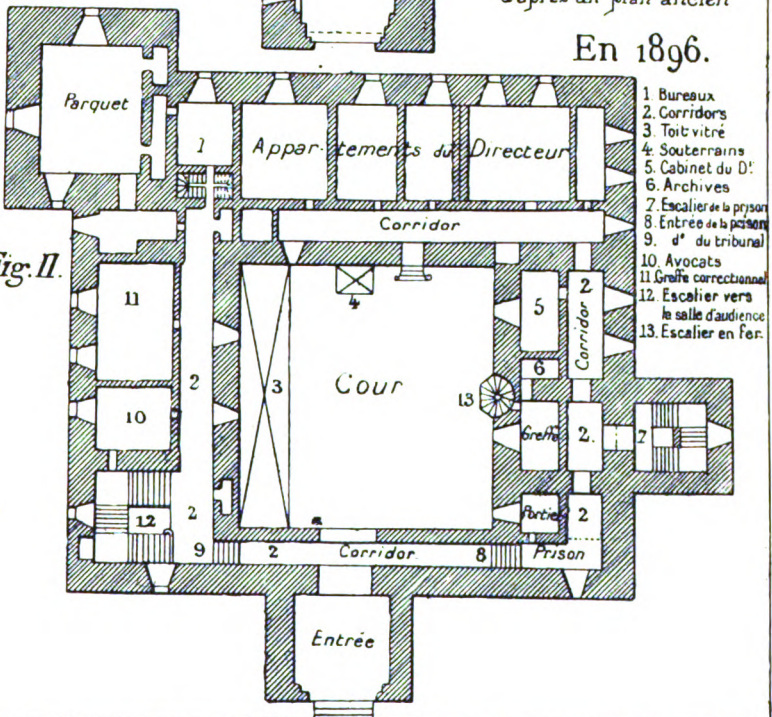 d'après un plan ancien
En 1896.
1. Bureaux
2. Corridors
3. Toit vitré
4. Souterrains
5. Cabinet du Dr.
6. Archives
7. Escalier de la prison
8. Entrée de la prison
9. do du tribunal
10. Avocats
11. Greffe correctionnel
12. Escalier vers
la salle d'audience
13. Escalier en fer.
Fig. II.
Parquet
1
Appartements du Directeur
Corridor
11
4
5
2
Corridor
6
2
3
Cour
13
10
Greffe
2.
7
12
2
Portier
2
9
2
Corridor
8
Prison
Entrée